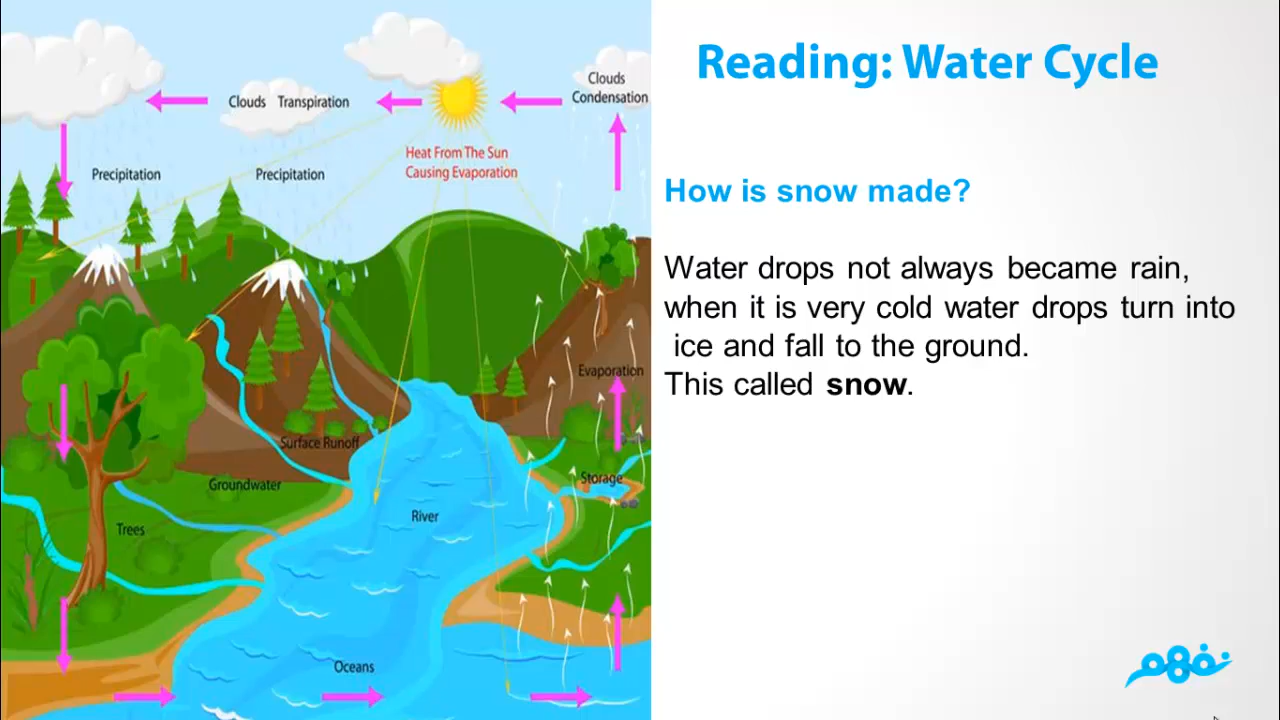 Reading: Water Cycle
How is snow made?
Water drops not always became rain,
when it is very cold water drops turn into
ice and fall to the ground.
This called snow.
Clouds
Condensation
Clouds Transpiration
Heat From The Sun
Causing Evaporation
Precipitation
Precipitation
Evaporation
Surface Runoff
Storage
Groundwater
River
Trees
Oceans
نفهم